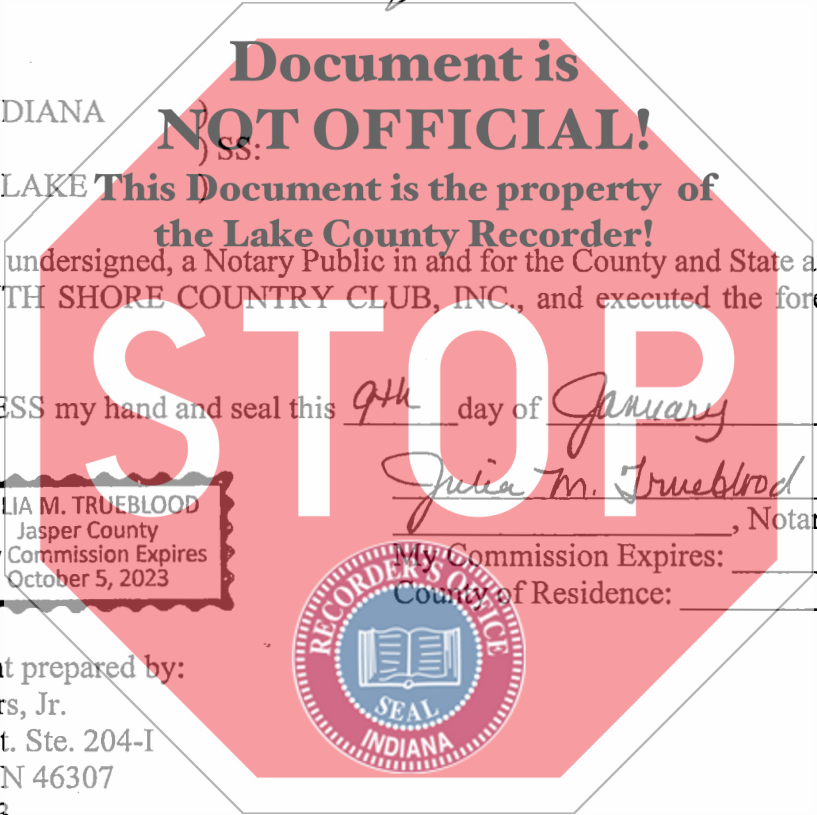 Document is
NOT OFFICIAL!
This Document is the property of
the Lake County Recorder!
DIANA )
) SS:
LAKE )
undersigned, a Notary Public in and for the County and State a
TH SHORE COUNTRY CLUB, INC., and executed the fore
ESS my hand and seal this 9th day of January
STOP
Julia M. Trueblood
, Notar
LIA M. TRUEBLOOD
Jasper County
Commission Expires
October 5, 2023
My Commission Expires:
County of Residence:
RECORDER'S OFFICE
SEAL
INDIANA
t prepared by:
rs, Jr.
t. Ste. 204-I
N 46307